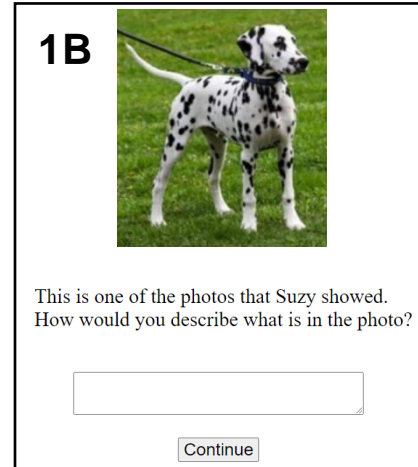 1B
This is one of the photos that Suzy showed.
How would you describe what is in the photo?
Continue